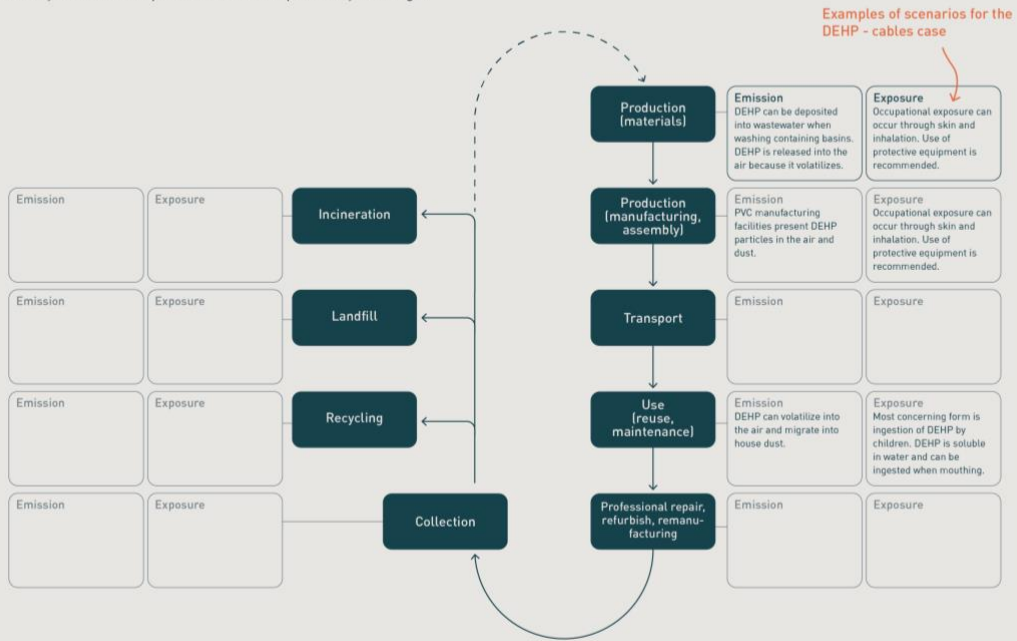 Examples of scenarios for the
DEHP - cables case
Production
(materials)
Emission
DEHP can be deposited
into wastewater when
washing containing basins.
DEHP is released into the
air because it volatilizes.
Exposure
Occupational exposure can
occur through skin and
inhalation. Use of
protective equipment is
recommended.
Emission
Exposure
Incineration
Production
(manufacturing,
assembly)
Emission
PVC manufacturing
facilities present DEHP
particles in the air and
dust.
Exposure
Occupational exposure can
occur through skin and
inhalation. Use of
protective equipment is
recommended.
Emission
Exposure
Landfill
Transport
Emission
Exposure
Emission
Exposure
Recycling
Use
(reuse,
maintenance)
Emission
DEHP can volatilize into
the air and migrate into
house dust.
Exposure
Most concerning form is
ingestion of DEHP by
children. DEHP is soluble
in water and can be
ingested when mouthing.
Emission
Exposure
Collection
Professional repair,
refurbish, remanu-
facturing
Emission
Exposure